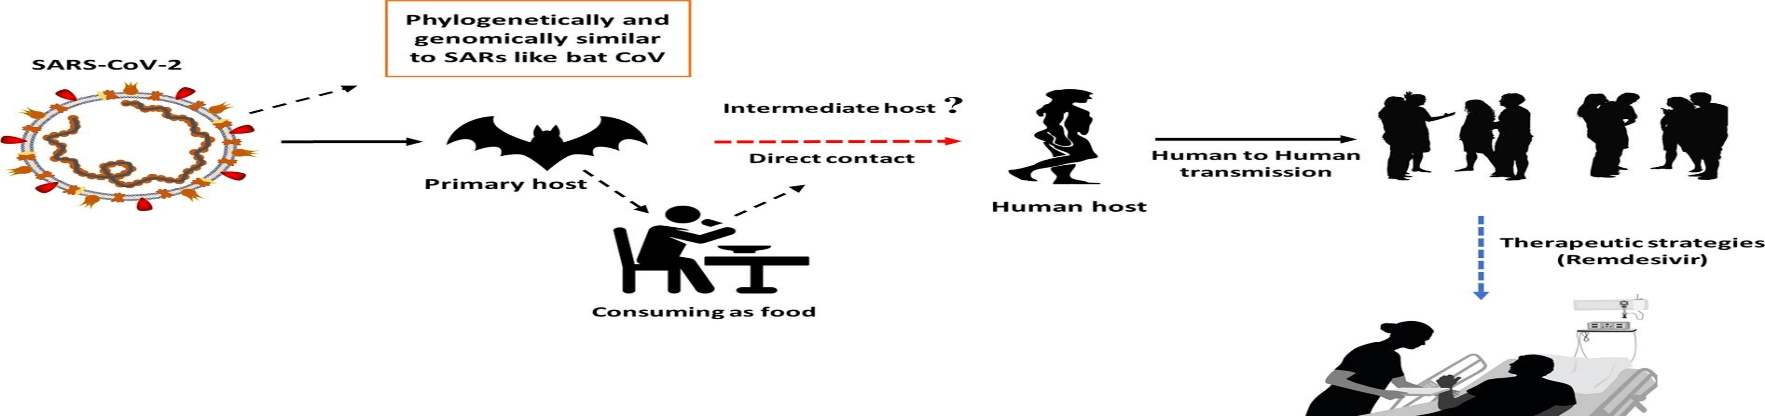 Phylogenetically and
genomically similar
to SARs like bat CoV
SARS-CoV-2
Intermediate host ?
Direct contact
Primary host
Human to Human
transmission
Human host
Consuming as food
Therapeutic strategies
(Remdesivir)